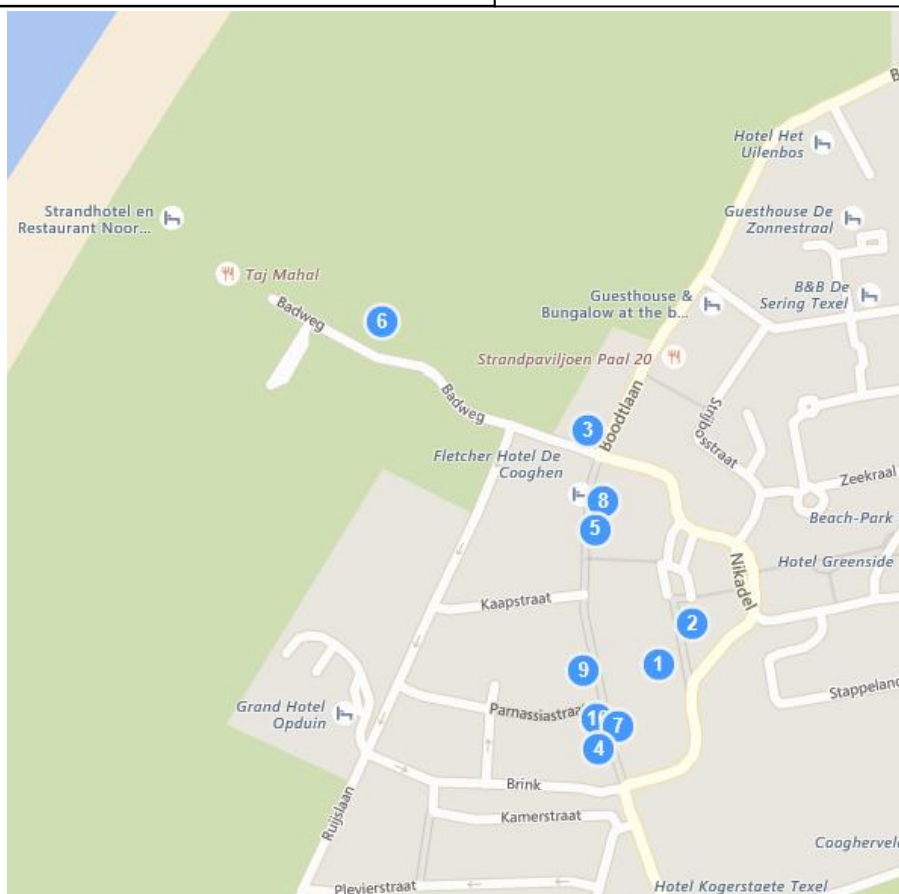 B
Hotel Het
Uilenbos
Strandhotel en
Restaurant Noor...
Guesthouse De
Zonnestraal
Taj Mahal
B&B De
Sering Texel
Guesthouse &
Bungalow at the b...
Badweg
6
Strandpaviljoen Paal 20
Boodtlaan
Strijbosstraat
Badweg
3
Fletcher Hotel De
Cooghen
Zeekraal
8
Beach-Park
5
Nikadel
Hotel Greenside
Kaapstraat
2
1
9
Stappeland
Grand Hotel
Opduin
Parnassiastraat
10
7
4
Brink
Ruijslaan
Kamerstraat
Coogherveld
Plevierstraat
Hotel Kogerstaete Texel